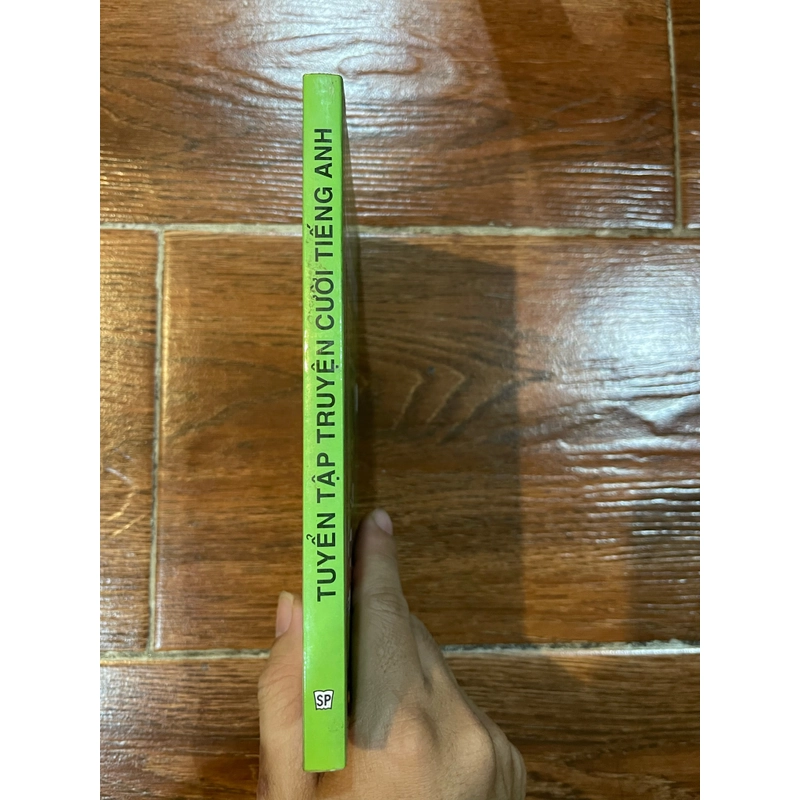 TUYỂN TẬP TRUYỆN CƯỜI TIẾNG ANH
SP